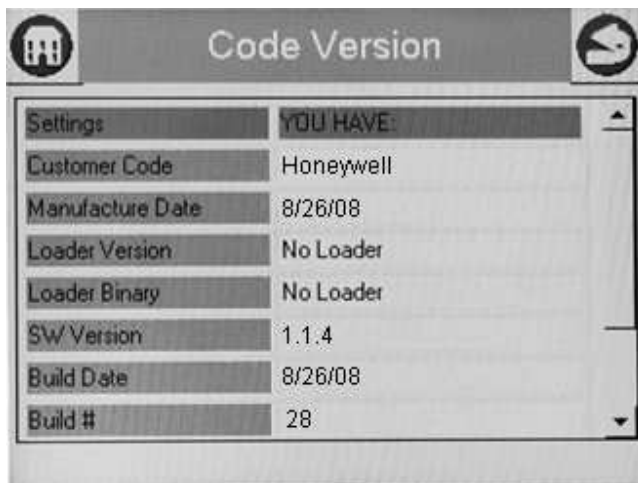 Code Version
Settings YOU HAVE:
Customer Code Honeywell
Manufacture Date 8/26/08
Loader Version No Loader
Loader Binary No Loader
SW Version 1.1.4
Build Date 8/26/08
Build # 28